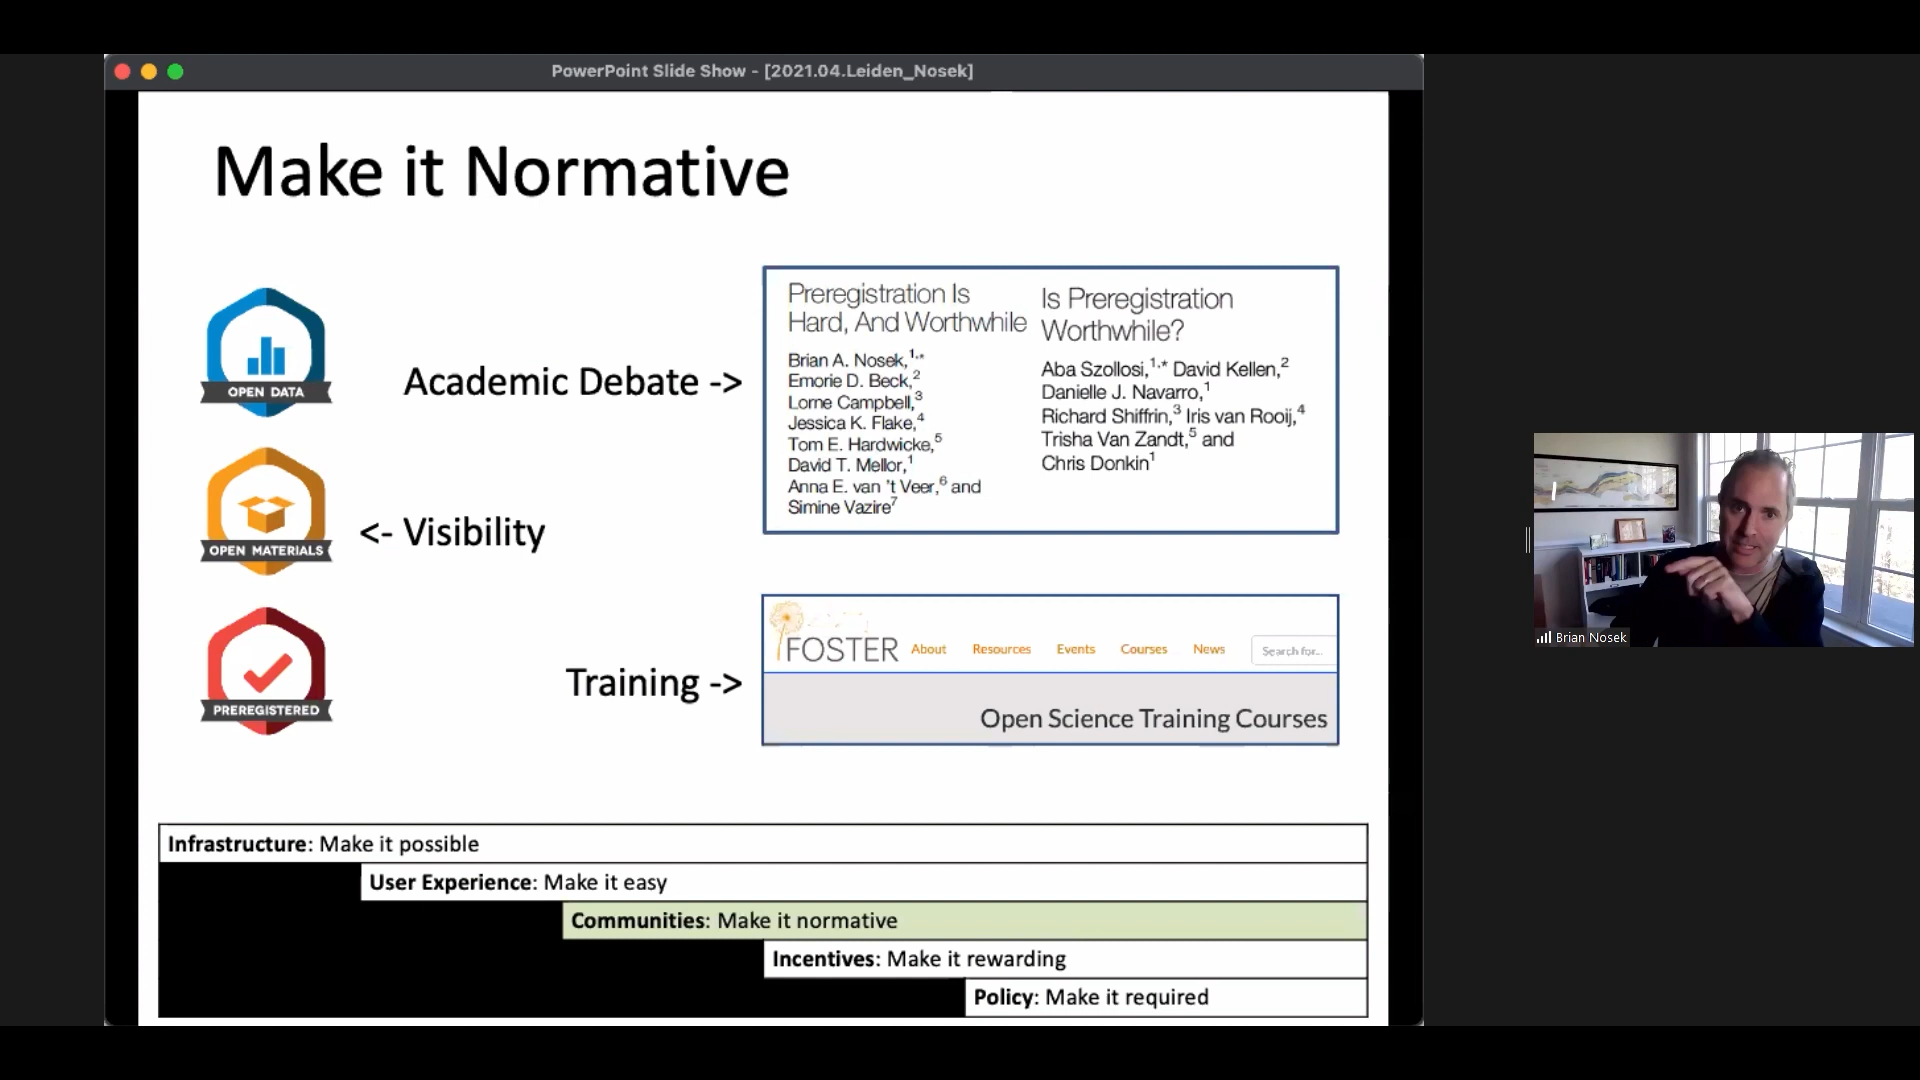 PowerPoint Slide Show - [2021.04.Leiden_Nosek]
Make it Normative
OPEN DATA
Academic Debate ->
Preregistration Is
Hard, And Worthwhile
Brian A. Nosek,1,*
Emorie D. Beck,2
Lorne Campbell,3
Jessica K. Flake,4
Tom E. Hardwicke,5
David T. Mellor,1
Anna E. van 't Veer,6 and
Simine Vazire7
Is Preregistration
Worthwhile?
Aba Szollosi,1,* David Kellen,2
Danielle J. Navarro,1
Richard Shiffrin,3 Iris van Rooij,4
Trisha Van Zandt,5 and
Chris Donkin1
OPEN MATERIALS
<- Visibility
PREREGISTERED
Training ->
FOSTER About Resources Events Courses News Search for...
Open Science Training Courses
Infrastructure: Make it possible
User Experience: Make it easy
Communities: Make it normative
Incentives: Make it rewarding
Policy: Make it required
Brian Nosek